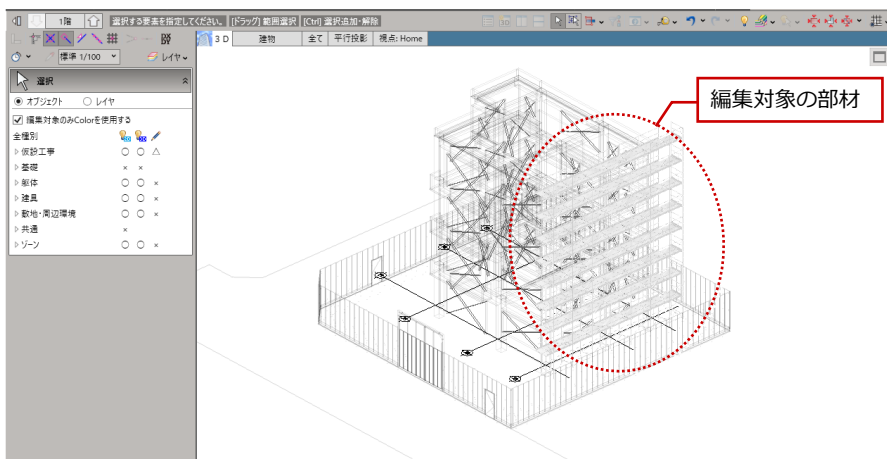 1階 選択する要素を指定してください。 [ドラッグ] 範囲選択 [Ctrl] 選択追加・解除
3 D 建物 全て 平行投影 視点: Home
標準 1/100 レイヤ
選択
オブジェクト レイヤ
編集対象のみColorを使用する
全種別 2D 3D
仮設工事 ○ ○ △
基礎 × ×
躯体 ○ ○ ×
建具 ○ ○ ×
敷地・周辺環境 ○ ○ ×
共通 ×
ゾーン ○ ○ ×
編集対象の部材